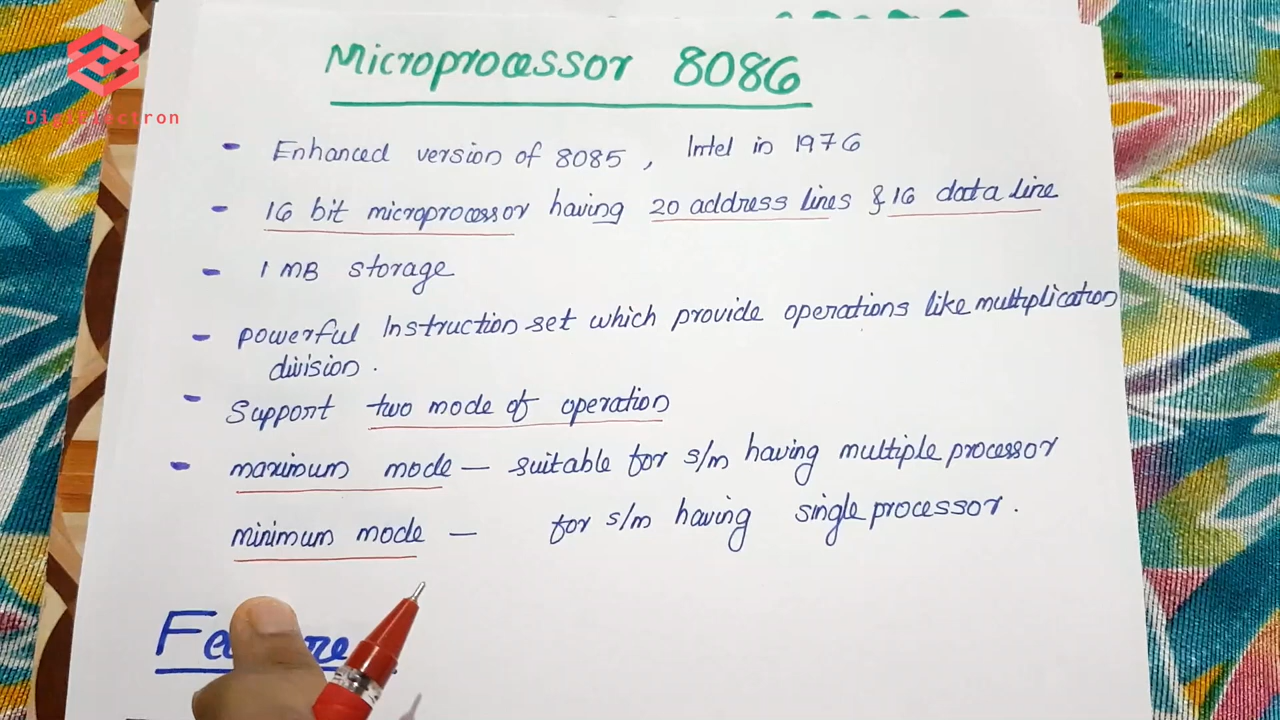 DigiElectron
Microprocessor 8086
- Enhanced version of 8085, Intel in 1976
- 16 bit microprocessor having 20 address lines & 16 data line
- 1 MB storage
- powerful Instruction set which provide operations like multiplication
division.
- Support two mode of operation
- maximum mode — suitable for s/m having multiple processor
minimum mode — for s/m having single processor.